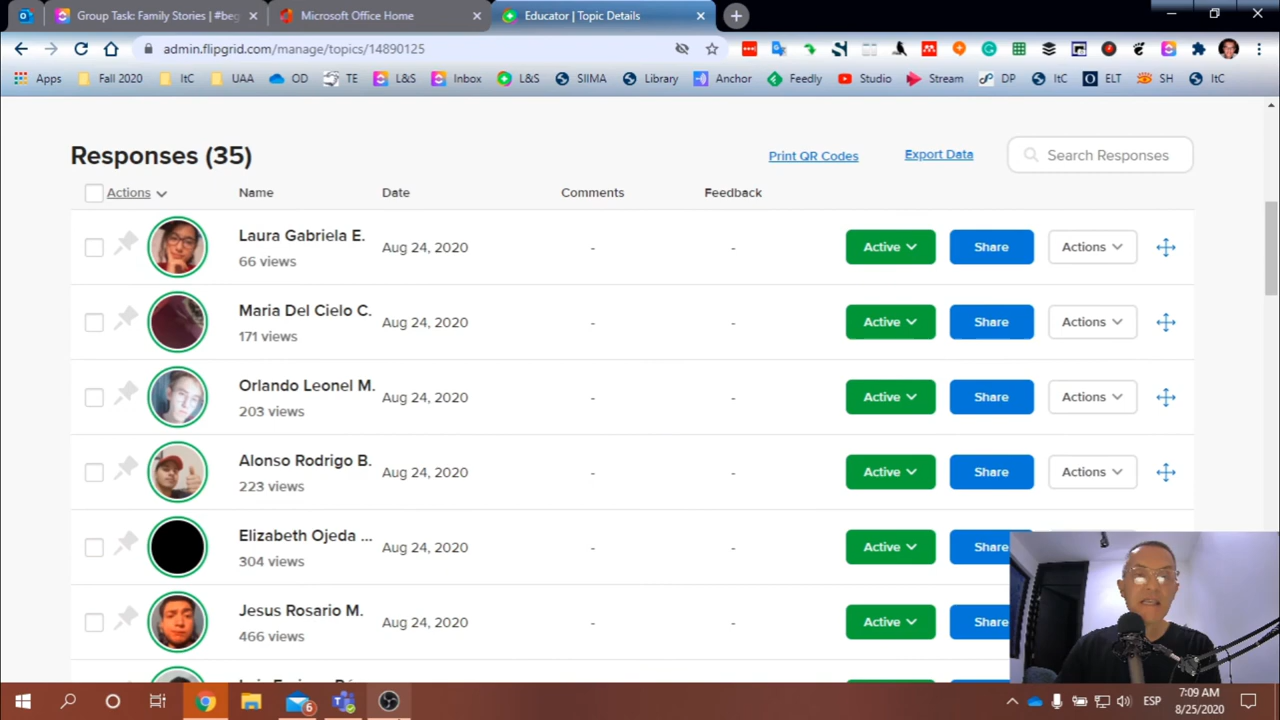 Group Task: Family Stories | #beg
Microsoft Office Home
Educator | Topic Details
admin.flipgrid.com/manage/topics/14890125
Apps Fall 2020 ItC UAA OD TE L&S Inbox L&S SIIMA Library Anchor Feedly Studio Stream DP ItC ELT SH ItC
Responses (35)
Print QR Codes
Export Data
Search Responses
Actions Name Date Comments Feedback
Laura Gabriela E. Aug 24, 2020 - - Active Share Actions
66 views
Maria Del Cielo C. Aug 24, 2020 - - Active Share Actions
171 views
Orlando Leonel M. Aug 24, 2020 - - Active Share Actions
203 views
Alonso Rodrigo B. Aug 24, 2020 - - Active Share Actions
223 views
Elizabeth Ojeda ... Aug 24, 2020 - - Active Share
304 views
Jesus Rosario M. Aug 24, 2020 - - Active Share
466 views
6
ESP
7:09 AM
8/25/2020